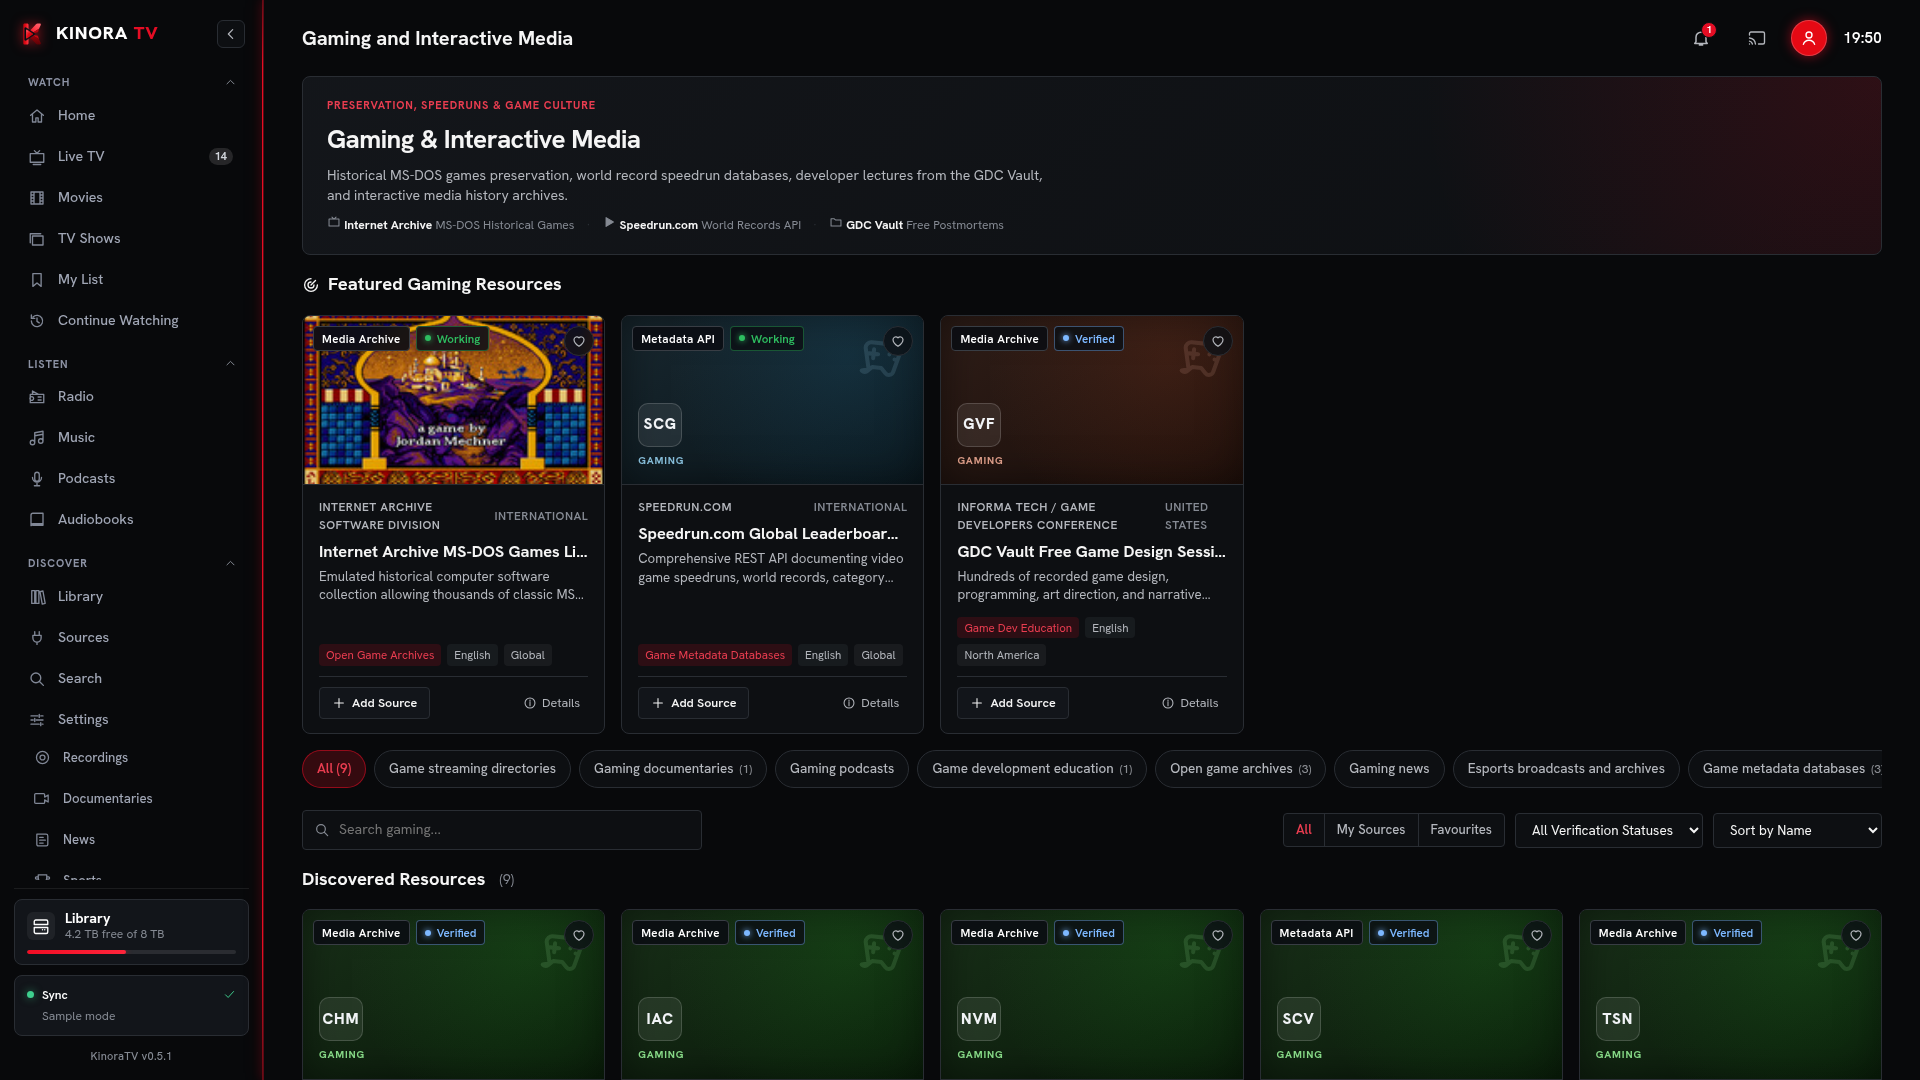 KINORA TV
WATCH
Home
Live TV 14
Movies
TV Shows
My List
Continue Watching
LISTEN
Radio
Music
Podcasts
Audiobooks
DISCOVER
Library
Sources
Search
Settings
Recordings
Documentaries
News
Sports
Library
4.2 TB free of 8 TB
Sync
Sample mode
KinoraTV v0.5.1
Gaming and Interactive Media
1
19:50
PRESERVATION, SPEEDRUNS & GAME CULTURE
Gaming & Interactive Media
Historical MS-DOS games preservation, world record speedrun databases, developer lectures from the GDC Vault,
and interactive media history archives.
Internet Archive MS-DOS Historical Games · Speedrun.com World Records API · GDC Vault Free Postmortems
Featured Gaming Resources
Media Archive Working
a game by
Jordan Mechner
INTERNET ARCHIVE
SOFTWARE DIVISION
INTERNATIONAL
Internet Archive MS-DOS Games Li...
Emulated historical computer software
collection allowing thousands of classic MS...
Open Game Archives English Global
Add Source Details
Metadata API Working
SCG
GAMING
SPEEDRUN.COM INTERNATIONAL
Speedrun.com Global Leaderboar...
Comprehensive REST API documenting video
game speedruns, world records, category...
Game Metadata Databases English Global
Add Source Details
Media Archive Verified
GVF
GAMING
INFORMA TECH / GAME
DEVELOPERS CONFERENCE
UNITED
STATES
GDC Vault Free Game Design Sessi...
Hundreds of recorded game design,
programming, art direction, and narrative...
Game Dev Education English
North America
Add Source Details
All (9) Game streaming directories Gaming documentaries (1) Gaming podcasts Game development education (1) Open game archives (3) Gaming news Esports broadcasts and archives Game metadata databases (3)
Search gaming... All My Sources Favourites All Verification Statuses Sort by Name
Discovered Resources (9)
Media Archive Verified
CHM
GAMING
Media Archive Verified
IAC
GAMING
Media Archive Verified
NVM
GAMING
Metadata API Verified
SCV
GAMING
Media Archive Verified
TSN
GAMING